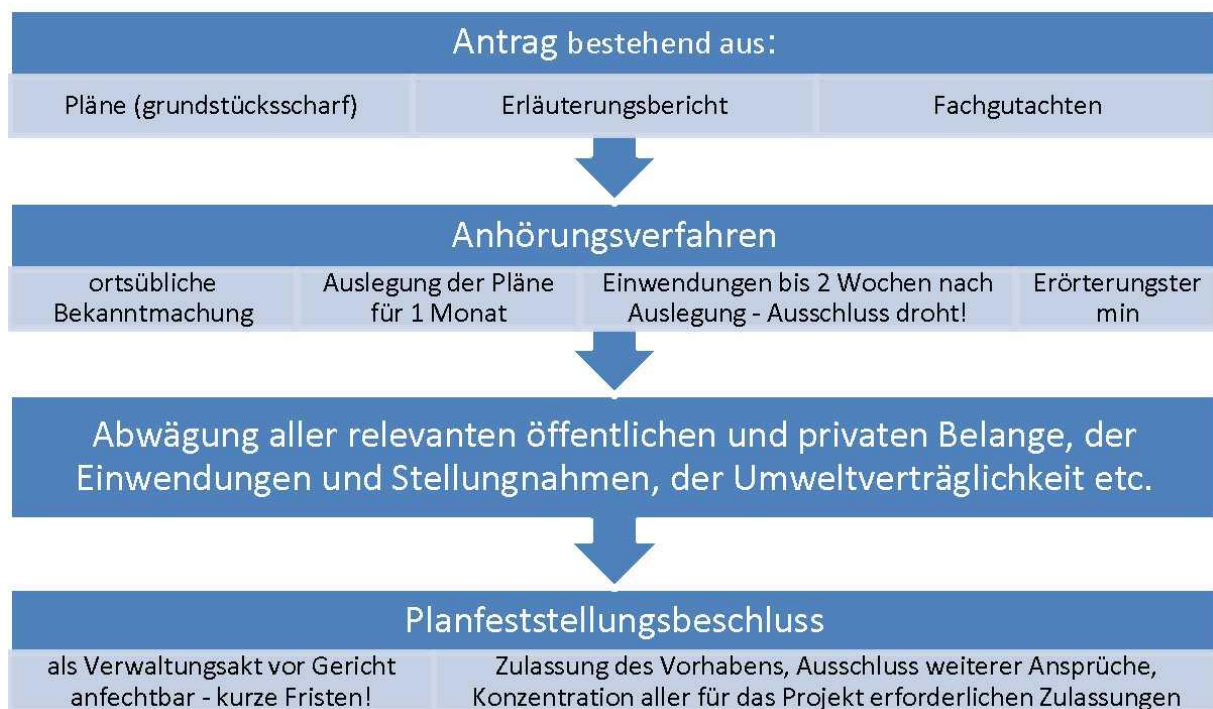 Antrag bestehend aus:
Pläne (grundstücksscharf)
Erläuterungsbericht
Fachgutachten
Anhörungsverfahren
ortsübliche
Bekanntmachung
Auslegung der Pläne
für 1 Monat
Einwendungen bis 2 Wochen nach
Auslegung - Ausschluss droht!
Erörterungster
min
Abwägung aller relevanten öffentlichen und privaten Belange, der
Einwendungen und Stellungnahmen, der Umweltverträglichkeit etc.
Planfeststellungsbeschluss
als Verwaltungsakt vor Gericht
anfechtbar - kurze Fristen!
Zulassung des Vorhabens, Ausschluss weiterer Ansprüche,
Konzentration aller für das Projekt erforderlichen Zulassungen